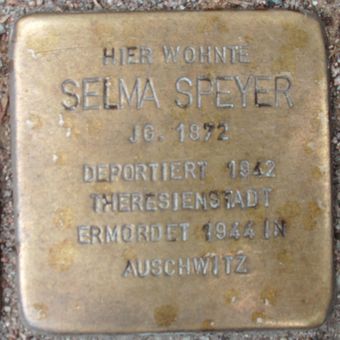 HIER WOHNTE
SELMA SPEYER
JG. 1872
DEPORTIERT 1942
THERESIENSTADT
ERMORDET 1944 IN
AUSCHWITZ